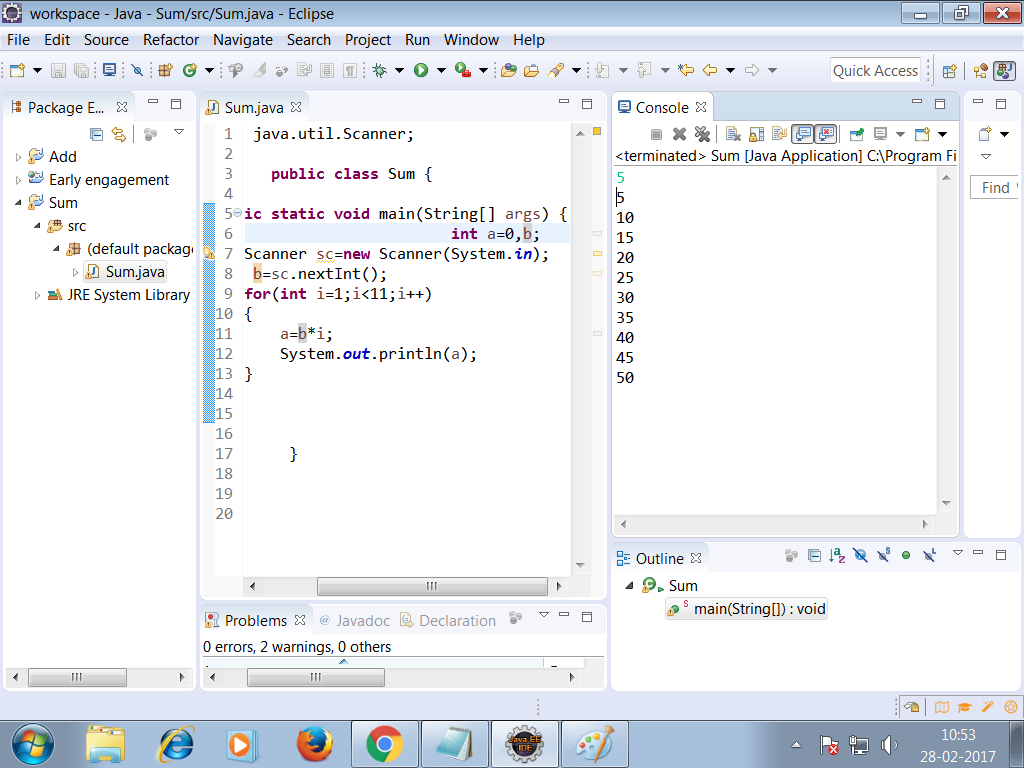 workspace - Java - Sum/src/Sum.java - Eclipse
File Edit Source Refactor Navigate Search Project Run Window Help
Quick Access
Package E...
Add
Early engagement
Sum
src
(default packag
Sum.java
JRE System Library
Sum.java
1 java.util.Scanner;
2
3 public class Sum {
4
5 ic static void main(String[] args) {
6 int a=0,b;
7 Scanner sc=new Scanner(System.in);
8 b=sc.nextInt();
9 for(int i=1;i<11;i++)
10 {
11 a=b*i;
12 System.out.println(a);
13 }
14
15
16
17 }
18
19
20
Console
<terminated> Sum [Java Application] C:\Program Fi
5
5
10
15
20
25
30
35
40
45
50
Find
Problems @ Javadoc Declaration
0 errors, 2 warnings, 0 others
Outline
Sum
main(String[]) : void
Java EE
IDE
10:53
28-02-2017